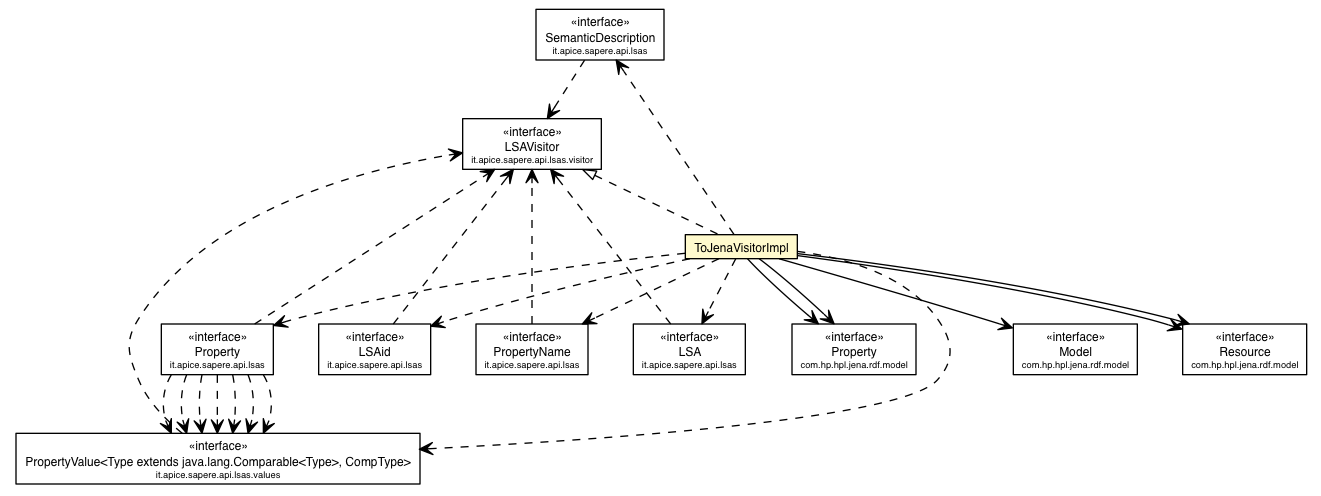 «interface»
SemanticDescription
it.apice.sapere.api.lsas
«interface»
LSAVisitor
it.apice.sapere.api.lsas.visitor
ToJenaVisitorImpl
«interface»
Property
it.apice.sapere.api.lsas
«interface»
LSAid
it.apice.sapere.api.lsas
«interface»
PropertyName
it.apice.sapere.api.lsas
«interface»
LSA
it.apice.sapere.api.lsas
«interface»
Property
com.hp.hpl.jena.rdf.model
«interface»
Model
com.hp.hpl.jena.rdf.model
«interface»
Resource
com.hp.hpl.jena.rdf.model
«interface»
PropertyValue<Type extends java.lang.Comparable<Type>, CompType>
it.apice.sapere.api.lsas.values